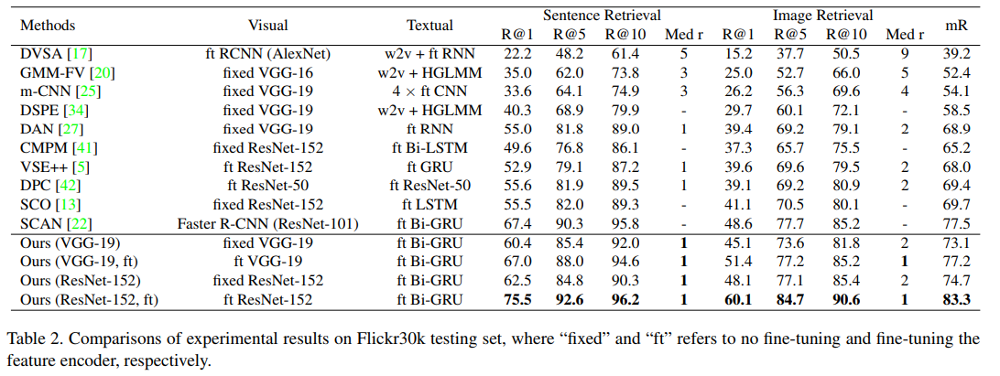 Methods Visual Textual Sentence Retrieval Image Retrieval mR
R@1 R@5 R@10 Med r R@1 R@5 R@10 Med r
DVSA [17] ft RCNN (AlexNet) w2v + ft RNN 22.2 48.2 61.4 5 15.2 37.7 50.5 9 39.2
GMM-FV [20] fixed VGG-16 w2v + HGLMM 35.0 62.0 73.8 3 25.0 52.7 66.0 5 52.4
m-CNN [25] fixed VGG-19 4 × ft CNN 33.6 64.1 74.9 3 26.2 56.3 69.6 4 54.1
DSPE [34] fixed VGG-19 w2v + HGLMM 40.3 68.9 79.9 - 29.7 60.1 72.1 - 58.5
DAN [27] fixed VGG-19 ft RNN 55.0 81.8 89.0 1 39.4 69.2 79.1 2 68.9
CMPM [41] fixed ResNet-152 ft Bi-LSTM 49.6 76.8 86.1 - 37.3 65.7 75.5 - 65.2
VSE++ [5] ft ResNet-152 ft GRU 52.9 79.1 87.2 1 39.6 69.6 79.5 2 68.0
DPC [42] ft ResNet-50 ft ResNet-50 55.6 81.9 89.5 1 39.1 69.2 80.9 2 69.4
SCO [13] fixed ResNet-152 ft LSTM 55.5 82.0 89.3 - 41.1 70.5 80.1 - 69.7
SCAN [22] Faster R-CNN (ResNet-101) ft Bi-GRU 67.4 90.3 95.8 - 48.6 77.7 85.2 - 77.5
Ours (VGG-19) fixed VGG-19 ft Bi-GRU 60.4 85.4 92.0 1 45.1 73.6 81.8 2 73.1
Ours (VGG-19, ft) ft VGG-19 ft Bi-GRU 67.0 88.0 94.6 1 51.4 77.2 85.2 1 77.2
Ours (ResNet-152) fixed ResNet-152 ft Bi-GRU 62.5 84.8 90.3 1 48.1 77.1 85.4 2 74.7
Ours (ResNet-152, ft) ft ResNet-152 ft Bi-GRU 75.5 92.6 96.2 1 60.1 84.7 90.6 1 83.3
Table 2. Comparisons of experimental results on Flickr30k testing set, where “fixed” and “ft” refers to no fine-tuning and fine-tuning the
feature encoder, respectively.